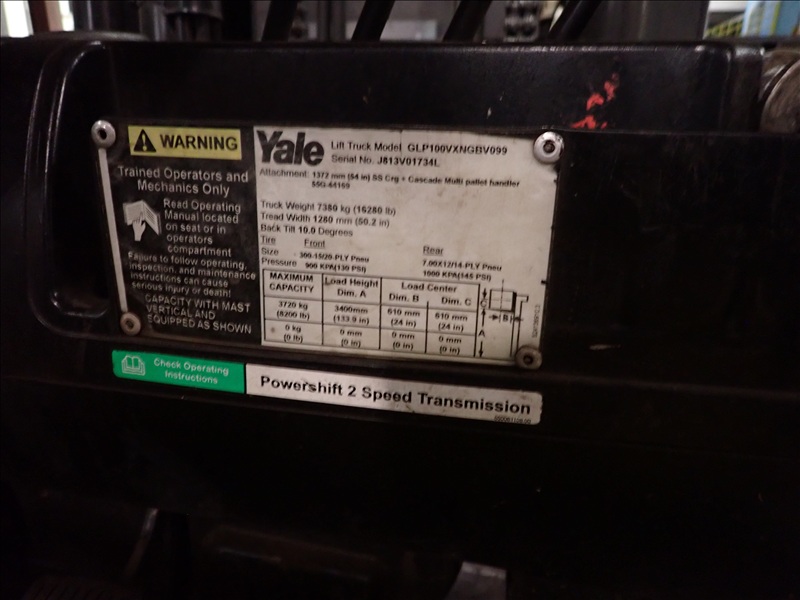 WARNING
Trained Operators and
Mechanics Only
Read Operating
Manual located
on seat or in
operators
compartment
Failure to follow operating,
inspection, and maintenance
instructions can cause
serious injury or death!
CAPACITY WITH MAST
VERTICAL AND
EQUIPPED AS SHOWN
Yale Lift Truck Model GLP100VXNGBV099
Serial No. J813V01734L
Attachment: 1372 mm (54 in) SS Crg + Cascade Multi pallet handler
Truck Weight 7380 kg (16280 lb)
Tread Width 1280 mm (50.2 in)
Back Tilt 10.0 Degrees
Tire Front Rear
Size - 300-15/20-PLY Pneu 7.00X12/14-PLY Pneu
Pressure 900 KPA(130 PSI) 1000 KPA(145 PSI)
MAXIMUM CAPACITY Load Height Dim. A Load Center Dim. B Dim. C
3720 kg 3400mm 610 mm 610 mm
(8200 lb) (133.9 in) (24 in) (24 in)
0 kg 0 mm 0 mm 0 mm
(0 lb) (0 in) (0 in) (0 in)
C
B
A
Check Operating
Instructions
Powershift 2 Speed Transmission